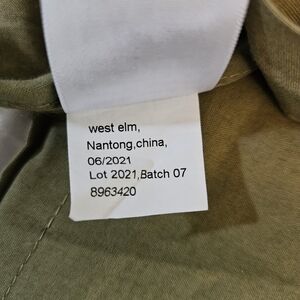 west elm,
Nantong,china,
06/2021
Lot 2021,Batch 07
8963420